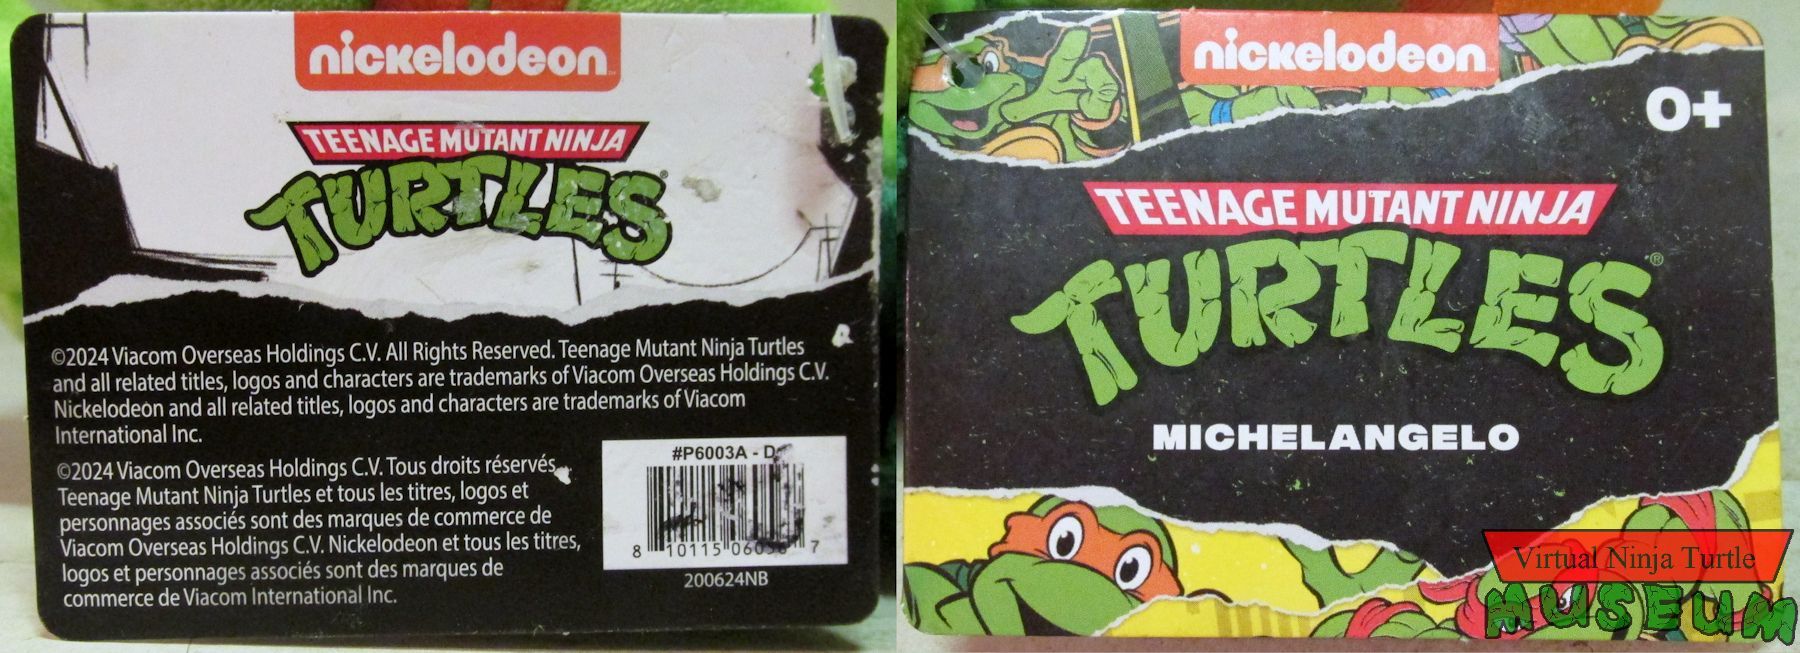 nickelodeon
TEENAGE MUTANT NINJA
TURTLES®
©2024 Viacom Overseas Holdings C.V. All Rights Reserved. Teenage Mutant Ninja Turtles
and all related titles, logos and characters are trademarks of Viacom Overseas Holdings C.V.
Nickelodeon and all related titles, logos and characters are trademarks of Viacom
International Inc.
©2024 Viacom Overseas Holdings C.V. Tous droits réservés.
Teenage Mutant Ninja Turtles et tous les titres, logos et
personnages associés sont des marques de commerce de
Viacom Overseas Holdings C.V. Nickelodeon et tous les titres,
logos et personnages associés sont des marques de
commerce de Viacom International Inc.
#P6003A - D
8 10115 7
200624NB
nickelodeon
0+
TEENAGE MUTANT NINJA
TURTLES®
MICHELANGELO
Virtual Ninja Turtle
MUSEUM